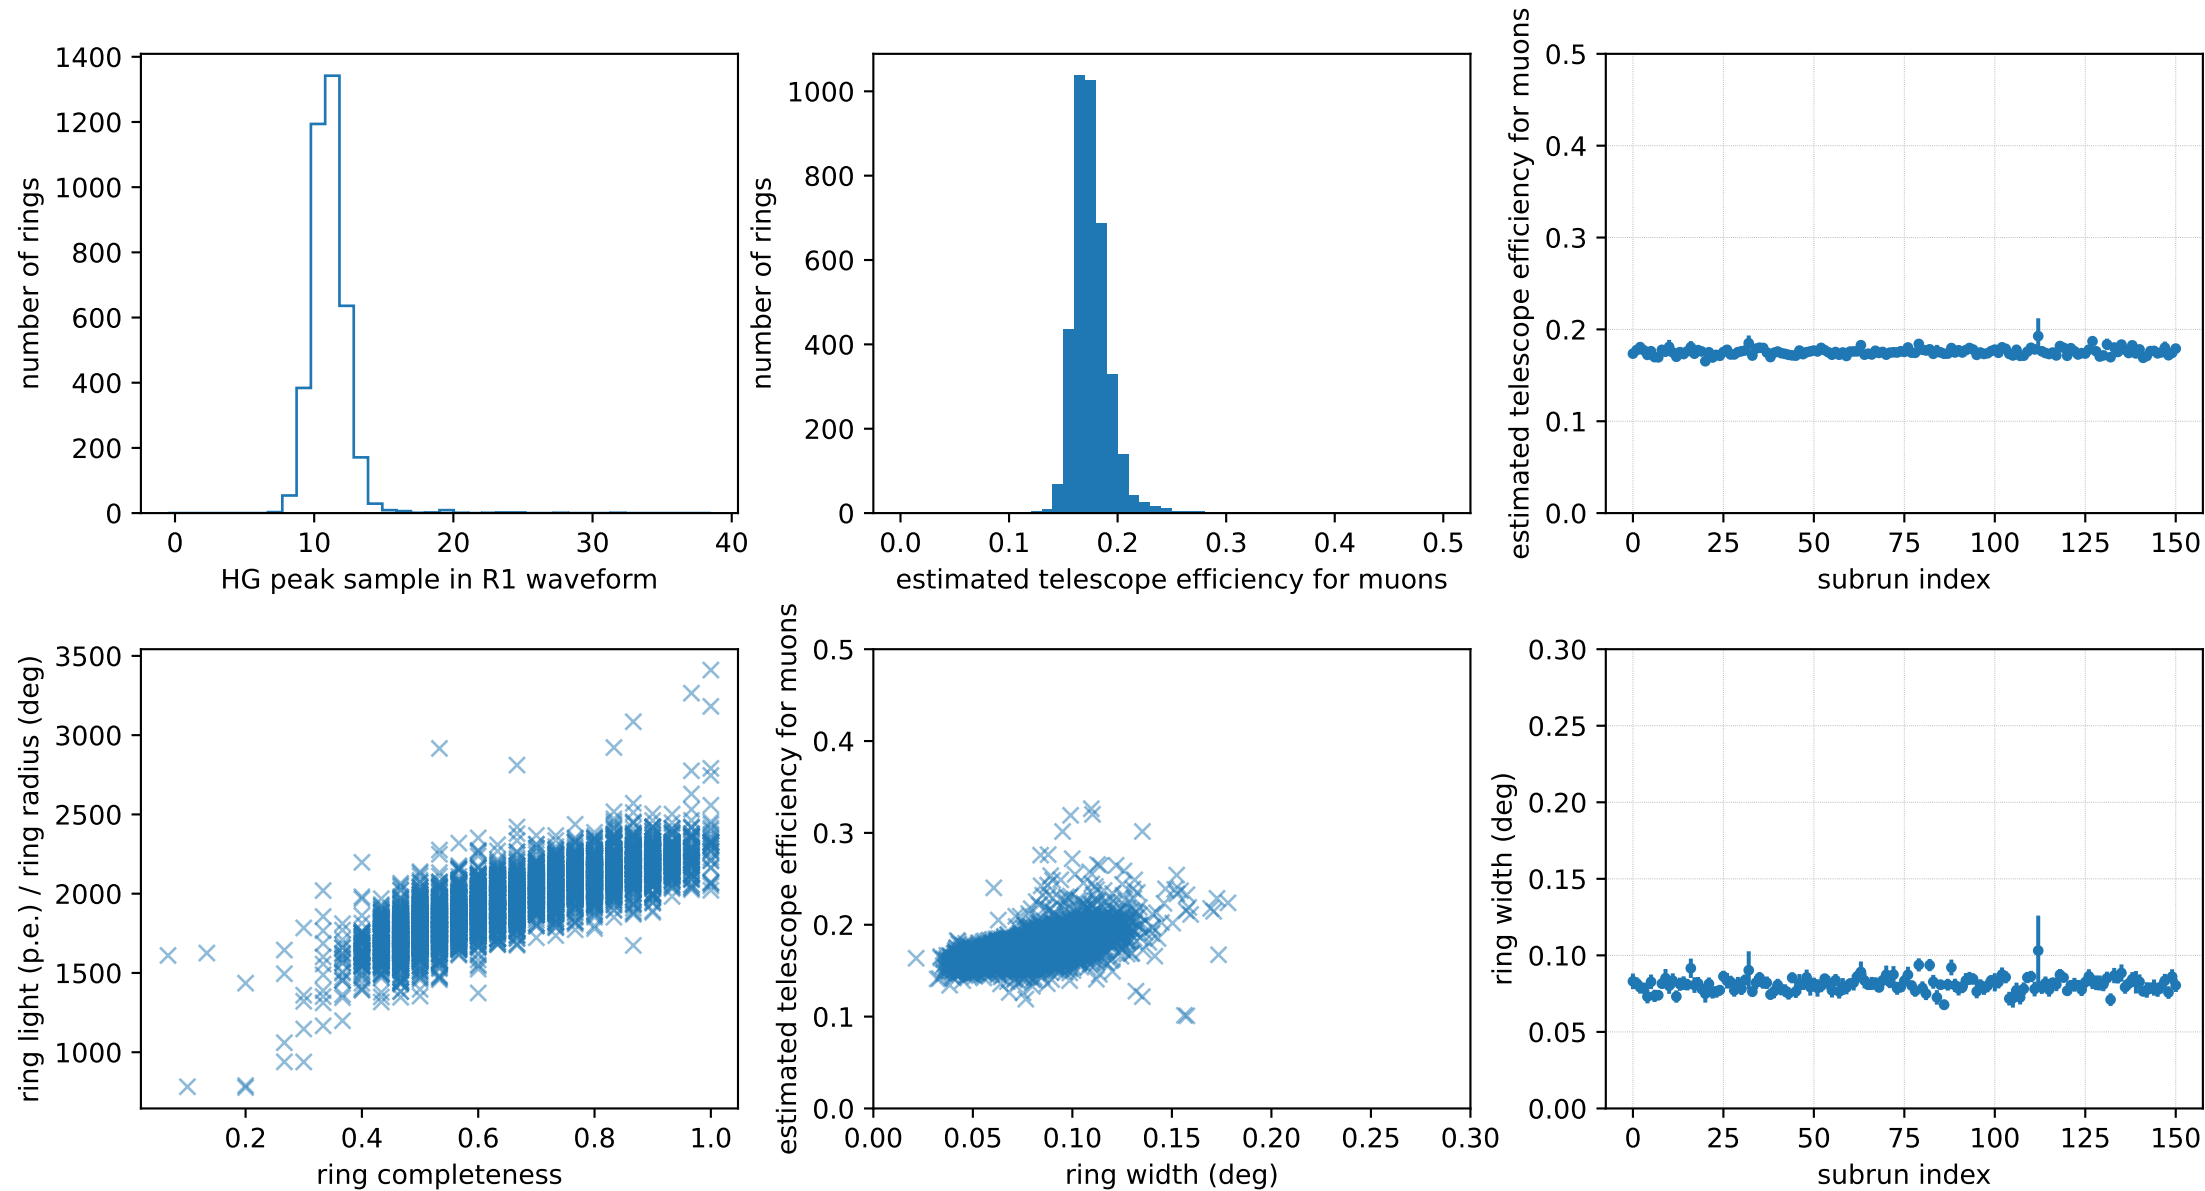 1400
1200
1000
800
600
400
200
0
number of rings
0 10 20 30 40
HG peak sample in R1 waveform
1000
800
600
400
200
0
number of rings
0.0 0.1 0.2 0.3 0.4 0.5
estimated telescope efficiency for muons
0.5
0.4
0.3
0.2
0.1
0.0
estimated telescope efficiency for muons
0 25 50 75 100 125 150
subrun index
3500
3000
2500
2000
1500
1000
ring light (p.e.) / ring radius (deg)
0.2 0.4 0.6 0.8 1.0
ring completeness
0.5
0.4
0.3
0.2
0.1
0.0
estimated telescope efficiency for muons
0.00 0.05 0.10 0.15 0.20 0.25 0.30
ring width (deg)
0.30
0.25
0.20
0.15
0.10
0.05
0.00
ring width (deg)
0 25 50 75 100 125 150
subrun index